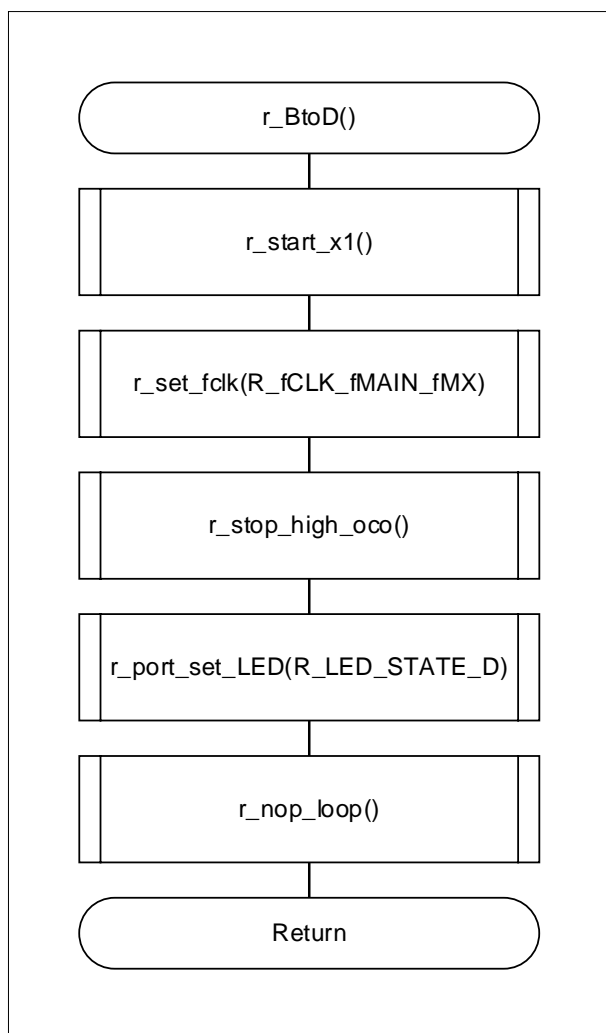 r_BtoD()
r_start_x1()
r_set_fclk(R_fCLK_fMAIN_fMX)
r_stop_high_oco()
r_port_set_LED(R_LED_STATE_D)
r_nop_loop()
Return